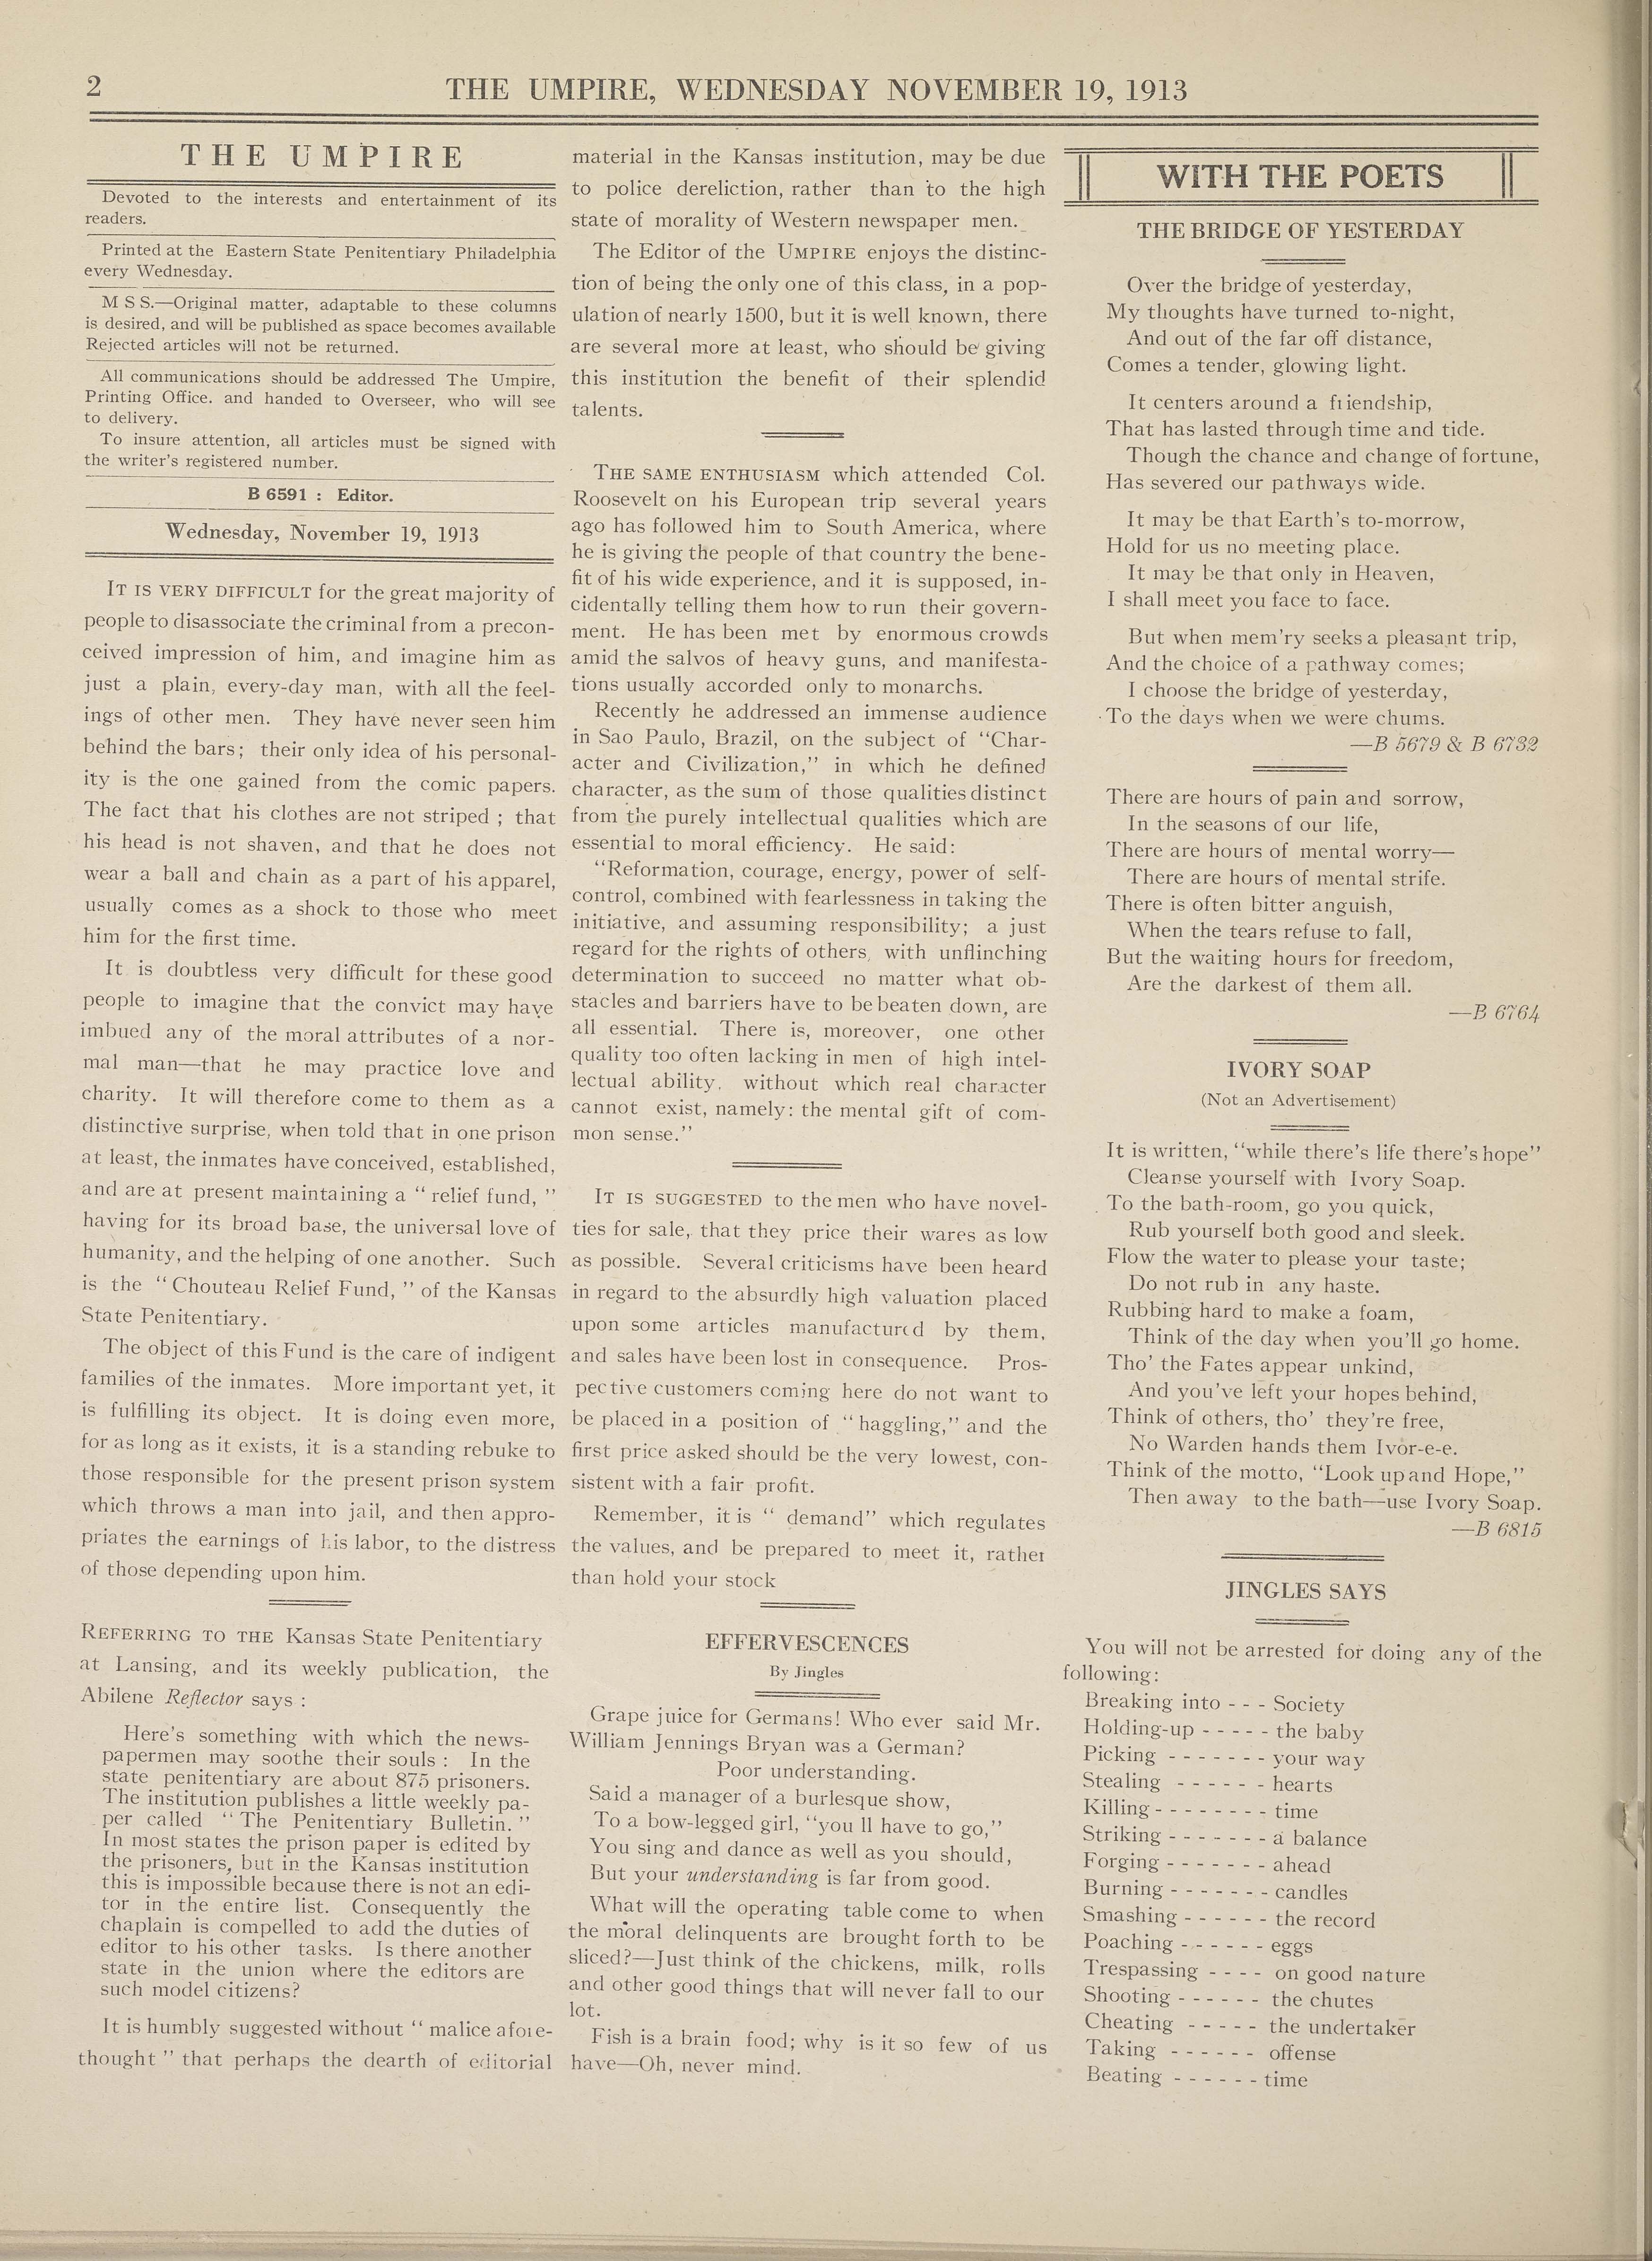 2
THE UMPIRE, WEDNESDAY NOVEMBER 19, 1913
THE UMPIRE
Devoted to the interests and entertainment of its
readers.
Printed at the Eastern State Penitentiary Philadelphia
every Wednesday.
M S S.—Original matter, adaptable to these columns
is desired, and will be published as space becomes available
Rejected articles will not be returned.
All communications should be addressed The Umpire,
Printing Office. and handed to Overseer, who will see
to delivery.
To insure attention, all articles must be signed with
the writer's registered number.
B 6591 : Editor.
Wednesday, November 19, 1913
IT IS VERY DIFFICULT for the great majority of
people to disassociate the criminal from a precon-
ceived impression of him, and imagine him as
just a plain, every-day man, with all the feel-
ings of other men. They have never seen him
behind the bars; their only idea of his personal-
ity is the one gained from the comic papers.
The fact that his clothes are not striped ; that
his head is not shaven, and that he does not
wear a ball and chain as a part of his apparel,
usually comes as a shock to those who meet
him for the first time.
It is doubtless very difficult for these good
people to imagine that the convict may have
imbued any of the moral attributes of a nor-
mal man—that he may practice love and
charity. It will therefore come to them as a
distinctive surprise, when told that in one prison
at least, the inmates have conceived, established,
and are at present maintaining a " relief fund, "
having for its broad base, the universal love of
humanity, and the helping of one another. Such
is the " Chouteau Relief Fund, " of the Kansas
State Penitentiary.
The object of this Fund is the care of indigent
families of the inmates. More important yet, it
is fulfilling its object. It is doing even more,
for as long as it exists, it is a standing rebuke to
those responsible for the present prison system
which throws a man into jail, and then appro-
priates the earnings of his labor, to the distress
of those depending upon him.
REFERRING TO THE Kansas State Penitentiary
at Lansing, and its weekly publication, the
Abilene Reflector says :
Here's something with which the news-
papermen may soothe their souls : In the
state penitentiary are about 875 prisoners.
The institution publishes a little weekly pa-
per called " The Penitentiary Bulletin. "
In most states the prison paper is edited by
the prisoners, but in the Kansas institution
this is impossible because there is not an edi-
tor in the entire list. Consequently the
chaplain is compelled to add the duties of
editor to his other tasks. Is there another
state in the union where the editors are
such model citizens?
It is humbly suggested without " malice afore-
thought " that perhaps the dearth of editorial
material in the Kansas institution, may be due
to police dereliction, rather than to the high
state of morality of Western newspaper men.
The Editor of the UMPIRE enjoys the distinc-
tion of being the only one of this class, in a pop-
ulation of nearly 1500, but it is well known, there
are several more at least, who should be giving
this institution the benefit of their splendid
talents.
THE SAME ENTHUSIASM which attended Col.
Roosevelt on his European trip several years
ago has followed him to South America, where
he is giving the people of that country the bene-
fit of his wide experience, and it is supposed, in-
cidentally telling them how to run their govern-
ment. He has been met by enormous crowds
amid the salvos of heavy guns, and manifesta-
tions usually accorded only to monarchs.
Recently he addressed an immense audience
in Sao Paulo, Brazil, on the subject of "Char-
acter and Civilization," in which he defined
character, as the sum of those qualities distinct
from the purely intellectual qualities which are
essential to moral efficiency. He said:
"Reformation, courage, energy, power of self-
control, combined with fearlessness in taking the
initiative, and assuming responsibility; a just
regard for the rights of others, with unflinching
determination to succeed no matter what ob-
stacles and barriers have to be beaten down, are
all essential. There is, moreover, one other
quality too often lacking in men of high intel-
lectual ability, without which real character
cannot exist, namely: the mental gift of com-
mon sense."
IT IS SUGGESTED to the men who have novel-
ties for sale, that they price their wares as low
as possible. Several criticisms have been heard
in regard to the absurdly high valuation placed
upon some articles manufactured by them,
and sales have been lost in consequence. Pros-
pective customers coming here do not want to
be placed in a position of " haggling," and the
first price asked should be the very lowest, con-
sistent with a fair profit.
Remember, it is " demand" which regulates
the values, and be prepared to meet it, rather
than hold your stock
EFFERVESCENCES
By Jingles
Grape juice for Germans! Who ever said Mr.
William Jennings Bryan was a German?
Poor understanding.
Said a manager of a burlesque show,
To a bow-legged girl, "you ll have to go,"
You sing and dance as well as you should,
But your understanding is far from good.
What will the operating table come to when
the moral delinquents are brought forth to be
sliced?—Just think of the chickens, milk, rolls
and other good things that will never fall to our
lot.
Fish is a brain food; why is it so few of us
have—Oh, never mind.
WITH THE POETS
THE BRIDGE OF YESTERDAY
Over the bridge of yesterday,
My thoughts have turned to-night,
And out of the far off distance,
Comes a tender, glowing light.
It centers around a friendship,
That has lasted through time and tide.
Though the chance and change of fortune,
Has severed our pathways wide.
It may be that Earth's to-morrow,
Hold for us no meeting place.
It may be that only in Heaven,
I shall meet you face to face.
But when mem'ry seeks a pleasant trip,
And the choice of a pathway comes;
I choose the bridge of yesterday,
To the days when we were chums.
—B 5679 & B 6732
There are hours of pain and sorrow,
In the seasons of our life,
There are hours of mental worry—
There are hours of mental strife.
There is often bitter anguish,
When the tears refuse to fall,
But the waiting hours for freedom,
Are the darkest of them all.
—B 6764
IVORY SOAP
(Not an Advertisement)
It is written, "while there's life there's hope"
Cleanse yourself with Ivory Soap.
To the bath-room, go you quick,
Rub yourself both good and sleek.
Flow the water to please your taste;
Do not rub in any haste.
Rubbing hard to make a foam,
Think of the day when you'll go home.
Tho' the Fates appear unkind,
And you've left your hopes behind,
Think of others, tho' they're free,
No Warden hands them Ivor-e-e.
Think of the motto, "Look up and Hope,"
Then away to the bath—use Ivory Soap.
—B 6815
JINGLES SAYS
You will not be arrested for doing any of the
following:
Breaking into - - - Society
Holding-up - - - - - the baby
Picking - - - - - - - your way
Stealing - - - - - - hearts
Killing - - - - - - - - time
Striking - - - - - - - a balance
Forging - - - - - - - ahead
Burning - - - - - - - candles
Smashing - - - - - - the record
Poaching - - - - - - eggs
Trespassing - - - - on good nature
Shooting - - - - - - the chutes
Cheating - - - - - the undertaker
Taking - - - - - - offense
Beating - - - - - - time